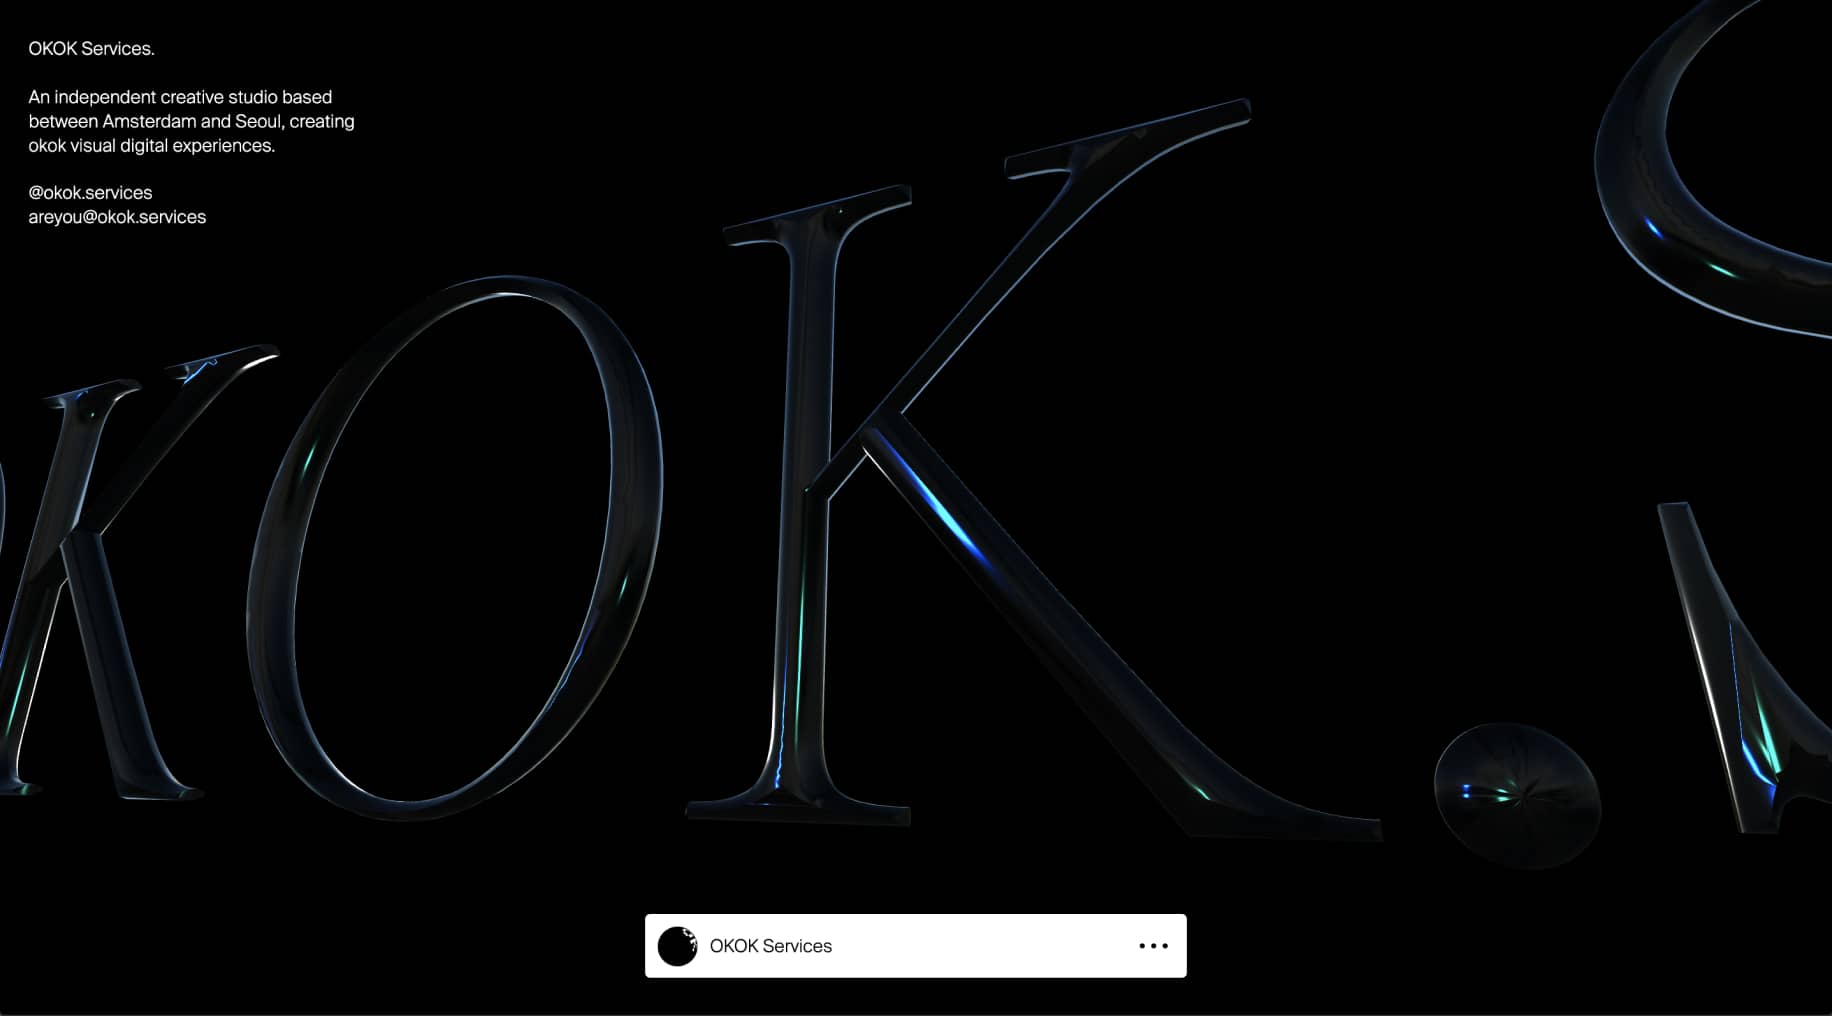 OKOK Services.
An independent creative studio based
between Amsterdam and Seoul, creating
okok visual digital experiences.
@okok.services
areyou@okok.services
KOK.
OKOK Services